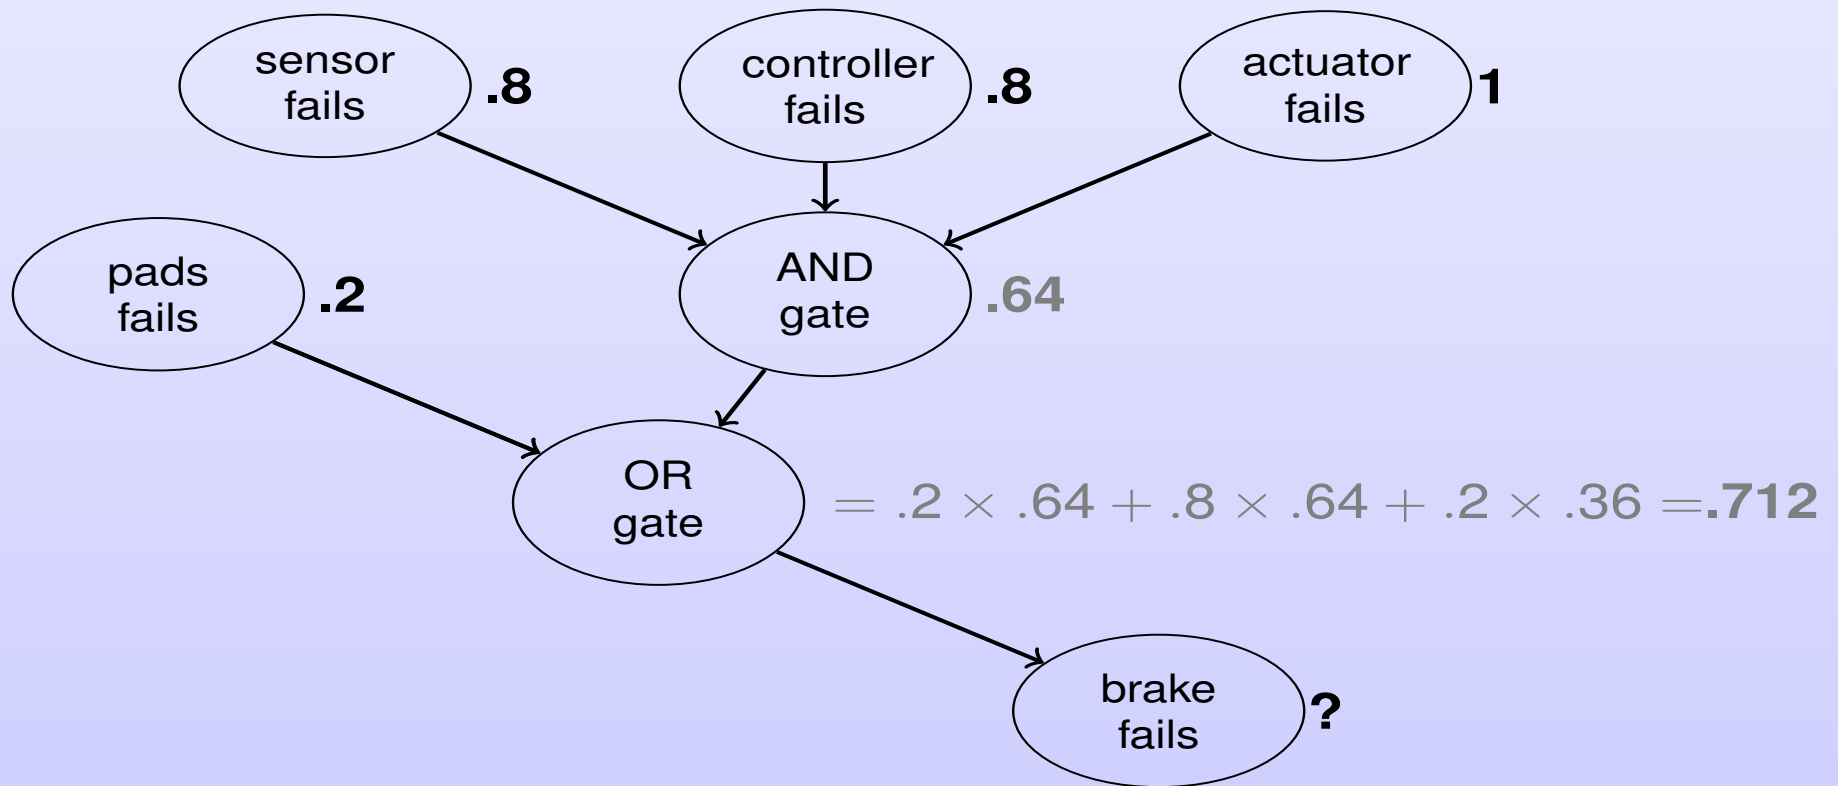 sensor
fails
.8
controller
fails
.8
actuator
fails
1
pads
fails
.2
AND
gate
.64
OR
gate
= .2 × .64 + .8 × .64 + .2 × .36 =.712
brake
fails
?